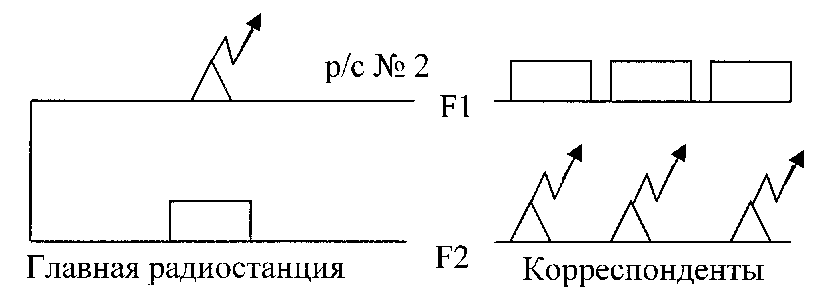 р/с № 2
F1
F2
Главная радиостанция
Корреспонденты